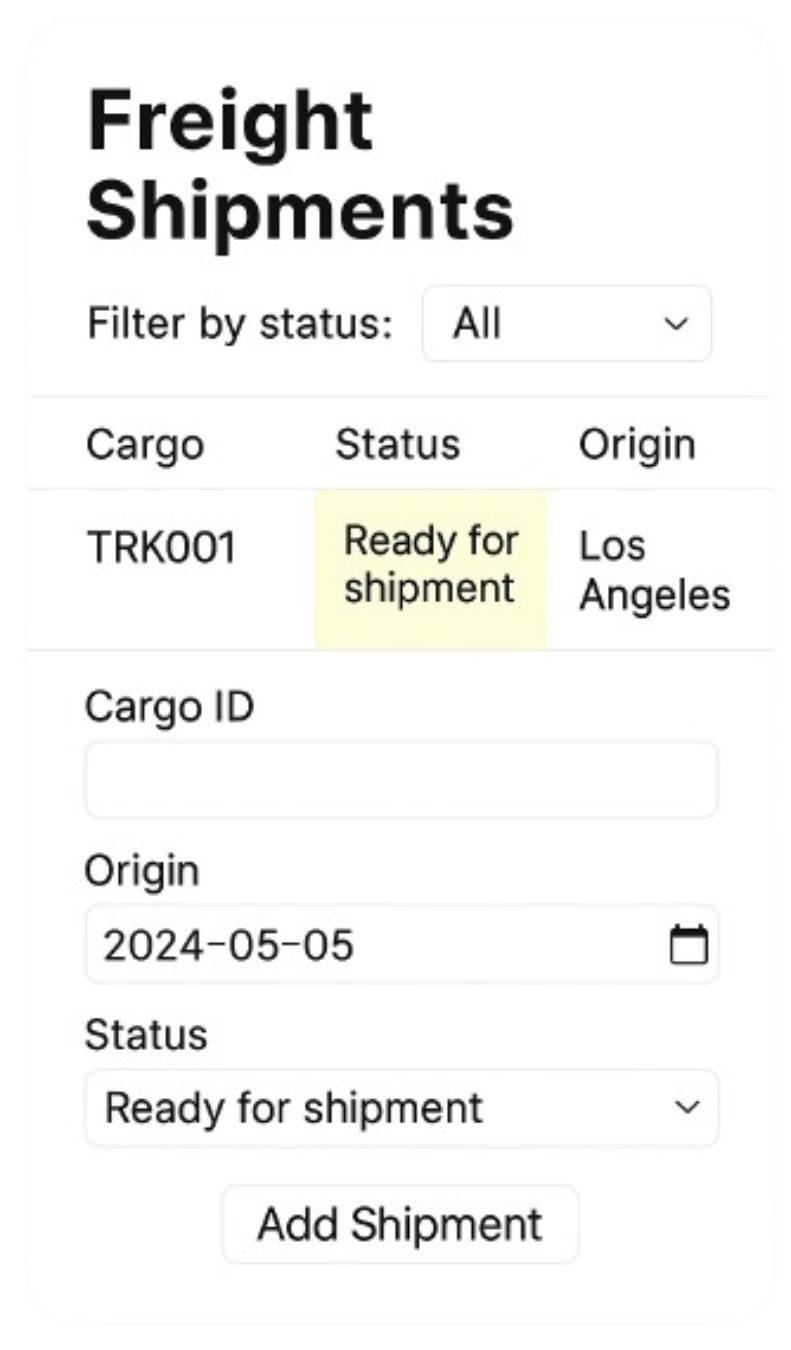 Freight
Shipments
Filter by status: All
Cargo Status Origin
TRK001 Ready for Los
shipment Angeles
Cargo ID
Origin
2024-05-05
Status
Ready for shipment
Add Shipment